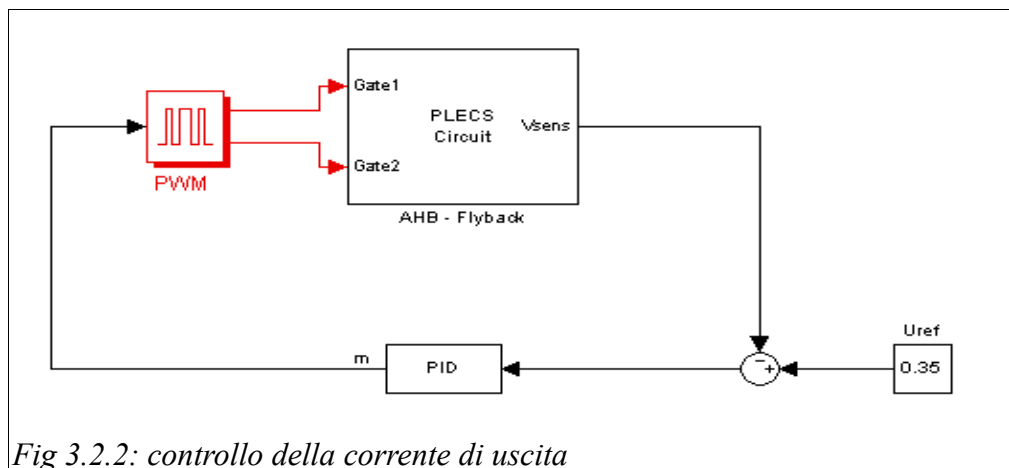 Gate1
PLECS
Circuit
Vsens
Gate2
PWM
AHB - Flyback
Uref
m
PID
- +
0.35
Fig 3.2.2: controllo della corrente di uscita